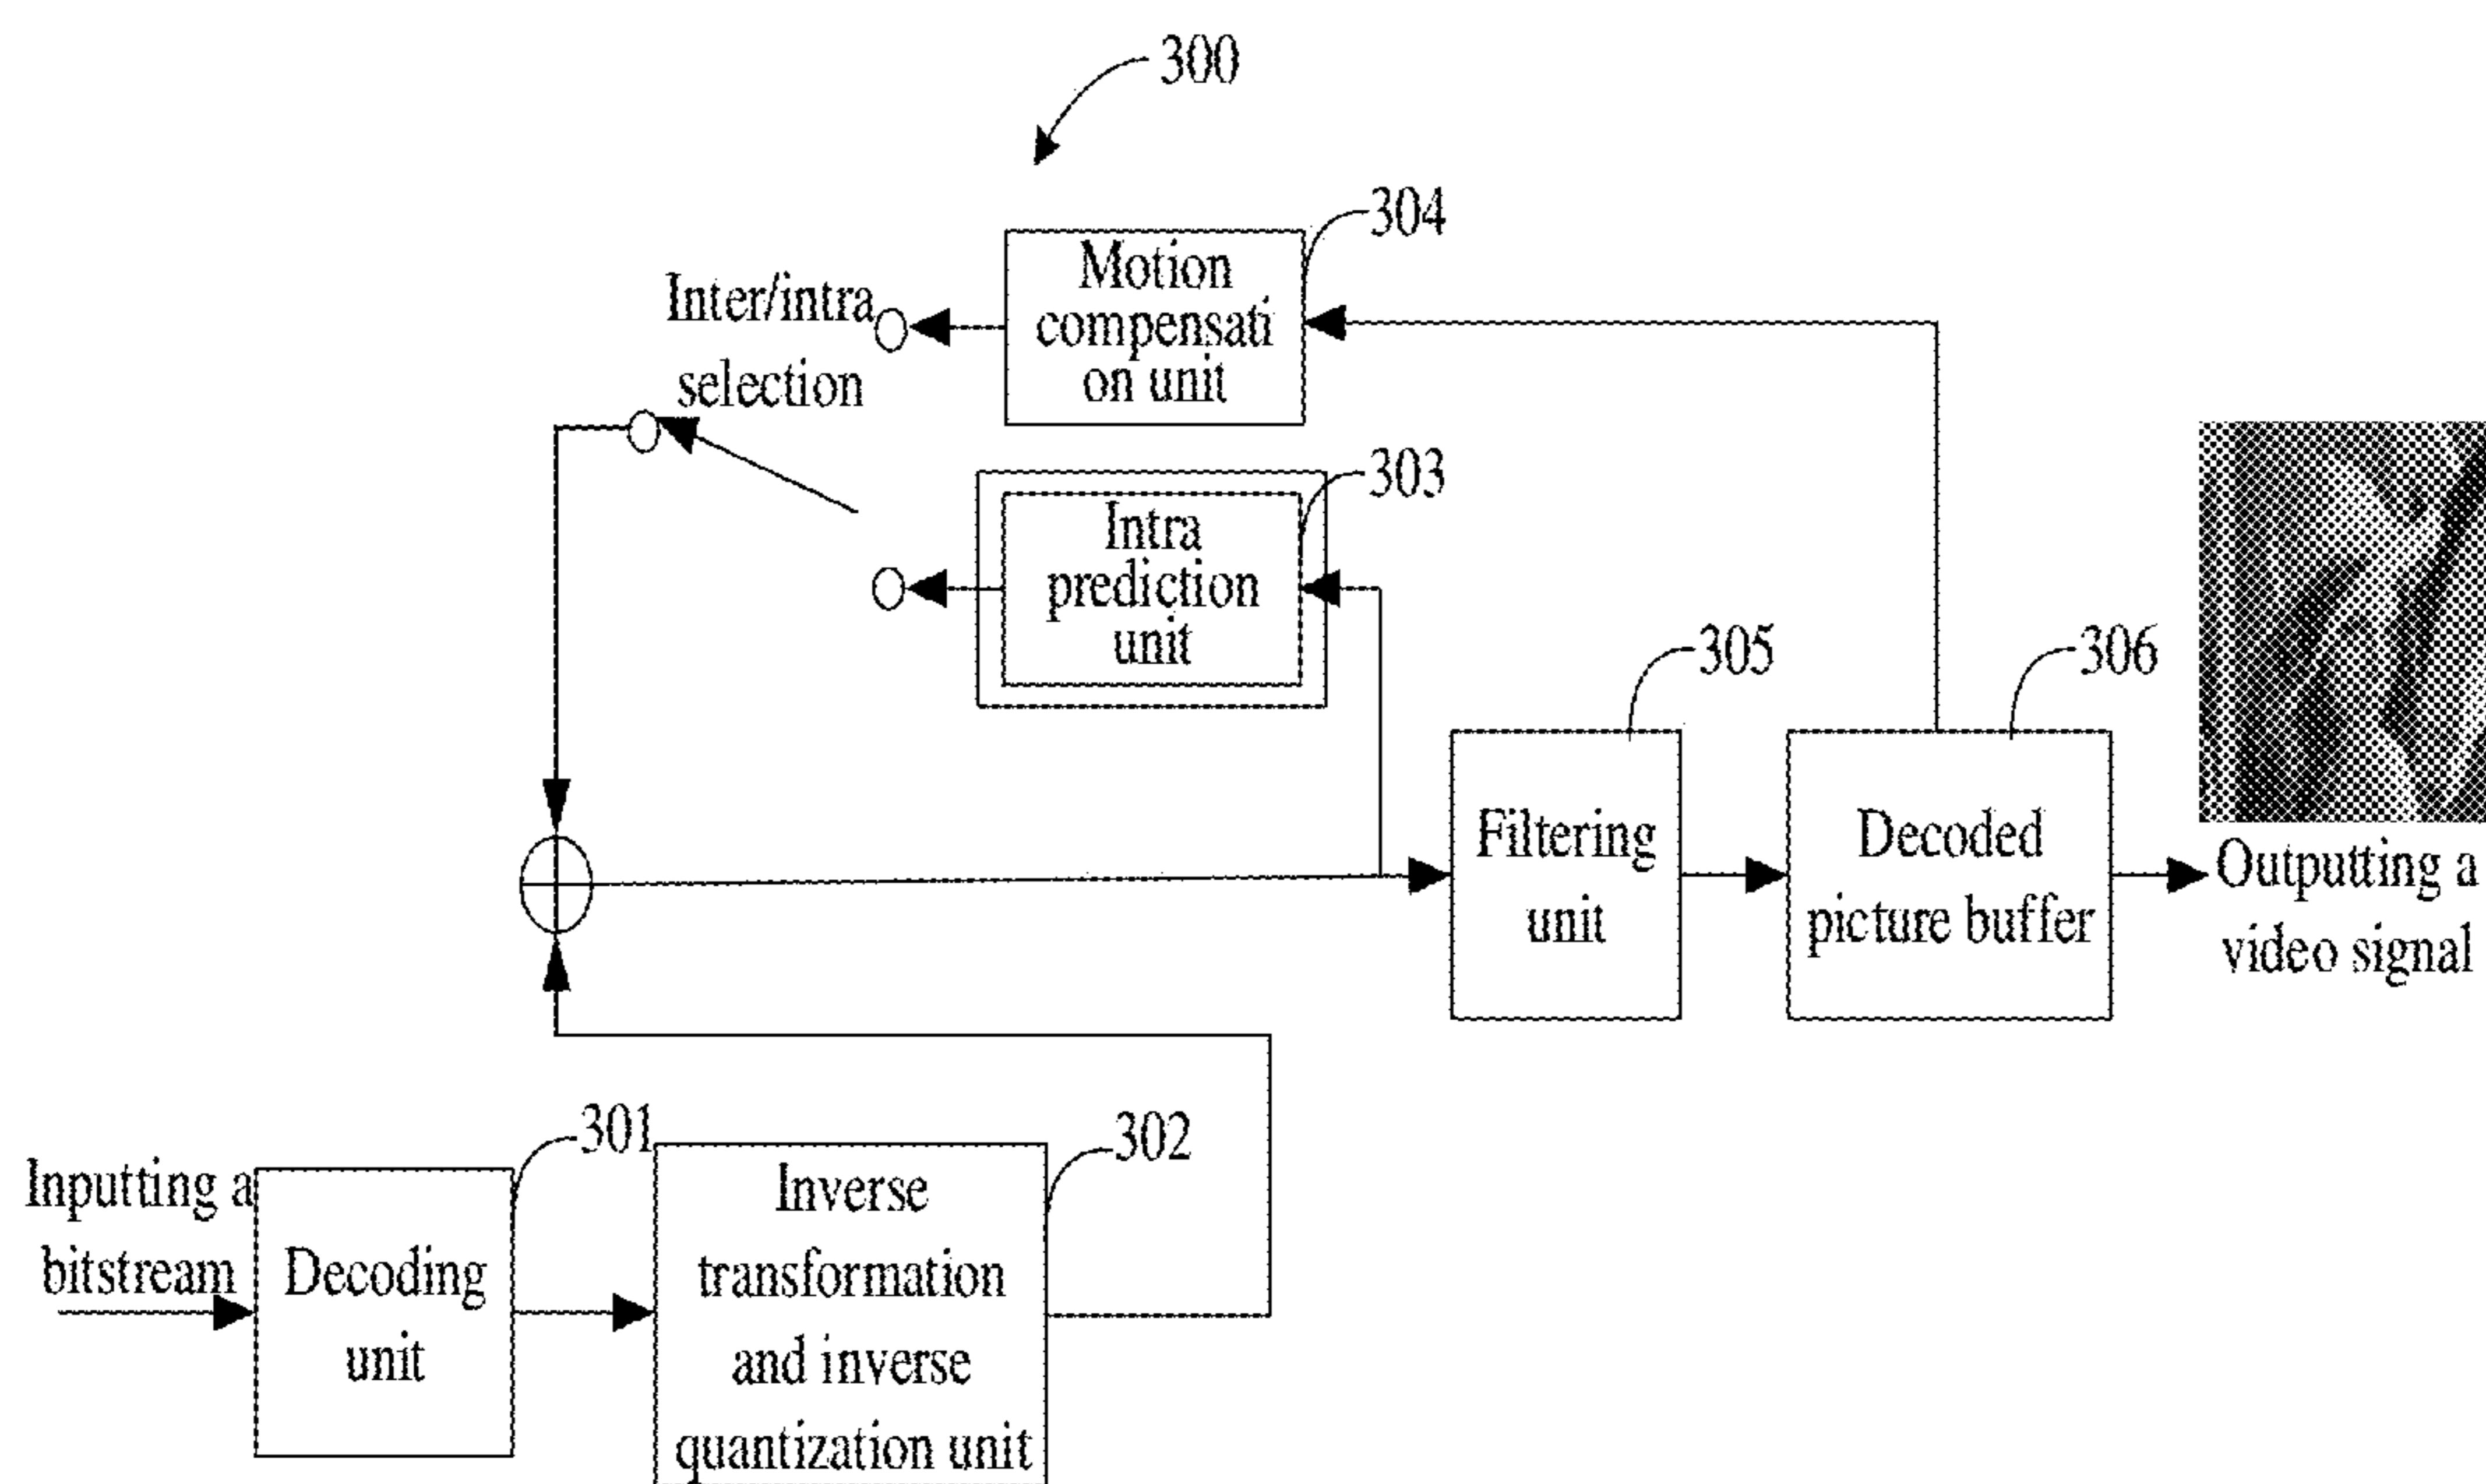 300
304
Motion
compensati
on unit
Inter/intra
selection
303
Intra
prediction
unit
305
306
Filtering
unit
Decoded
picture buffer
Outputting a
video signal
301
302
Inputting a
bitstream
Decoding
unit
Inverse
transformation
and inverse
quantization unit